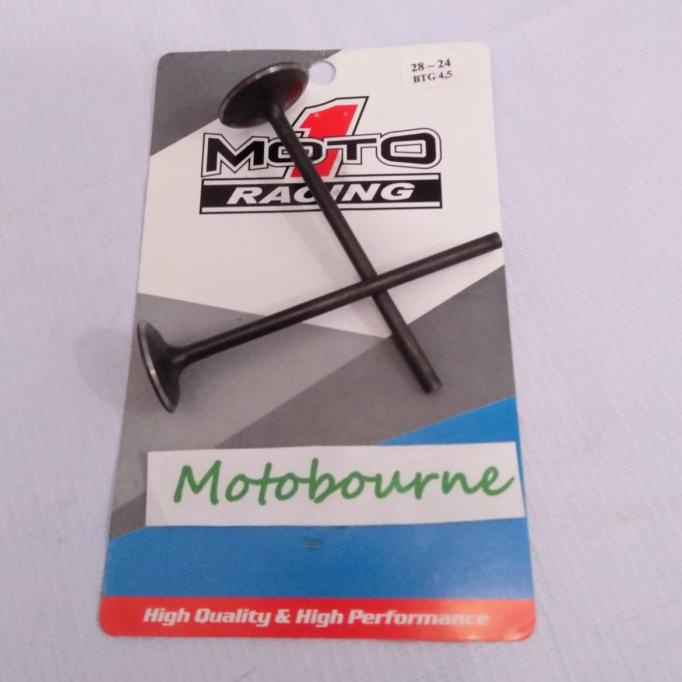 28 – 24
BTG 4,5
1
MOTO
RACING
Motobourne
High Quality & High Performance